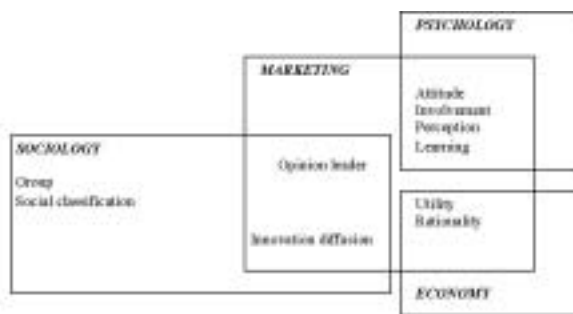 PSYCHOLOGY
MARKETING
Attitude
Involvement
Perception
Learning
SOCIOLOGY
Opinion leader
Group
Social classification
Utility
Rationality
Innovation diffusion
ECONOMY